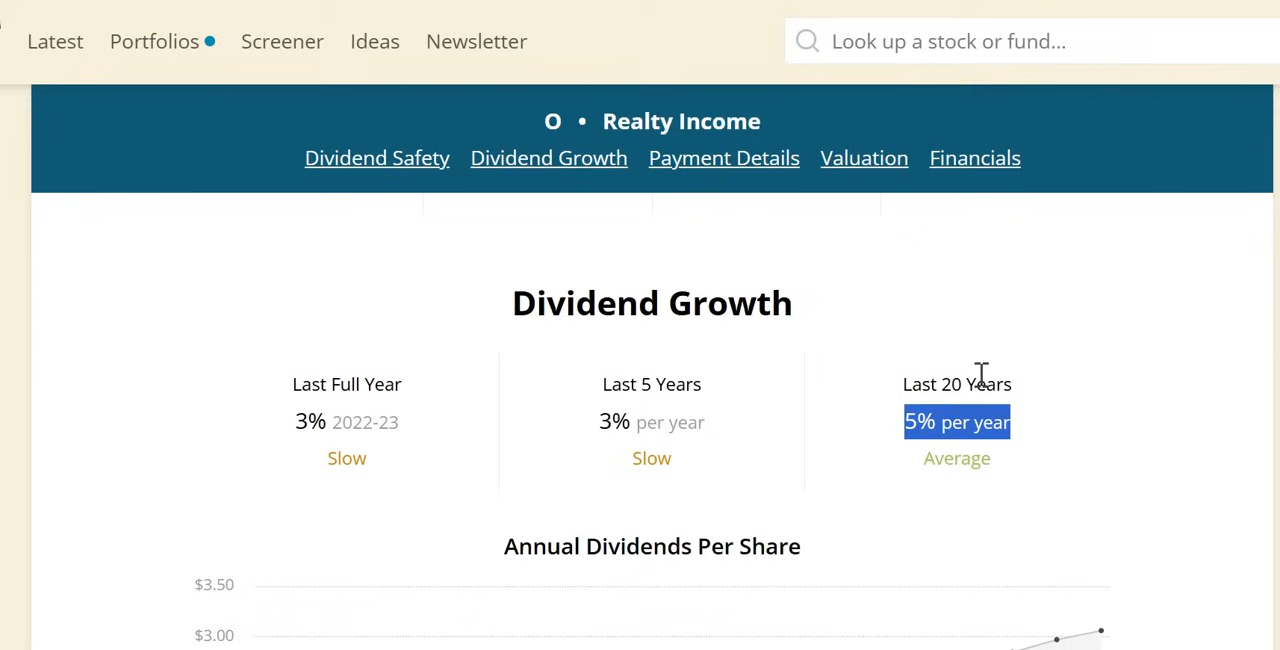 Latest Portfolios Screener Ideas Newsletter Look up a stock or fund...
O • Realty Income
Dividend Safety Dividend Growth Payment Details Valuation Financials
Dividend Growth
Last Full Year Last 5 Years Last 20 Years
3% 2022-23 3% per year 5% per year
Slow Slow Average
Annual Dividends Per Share
$3.50
$3.00